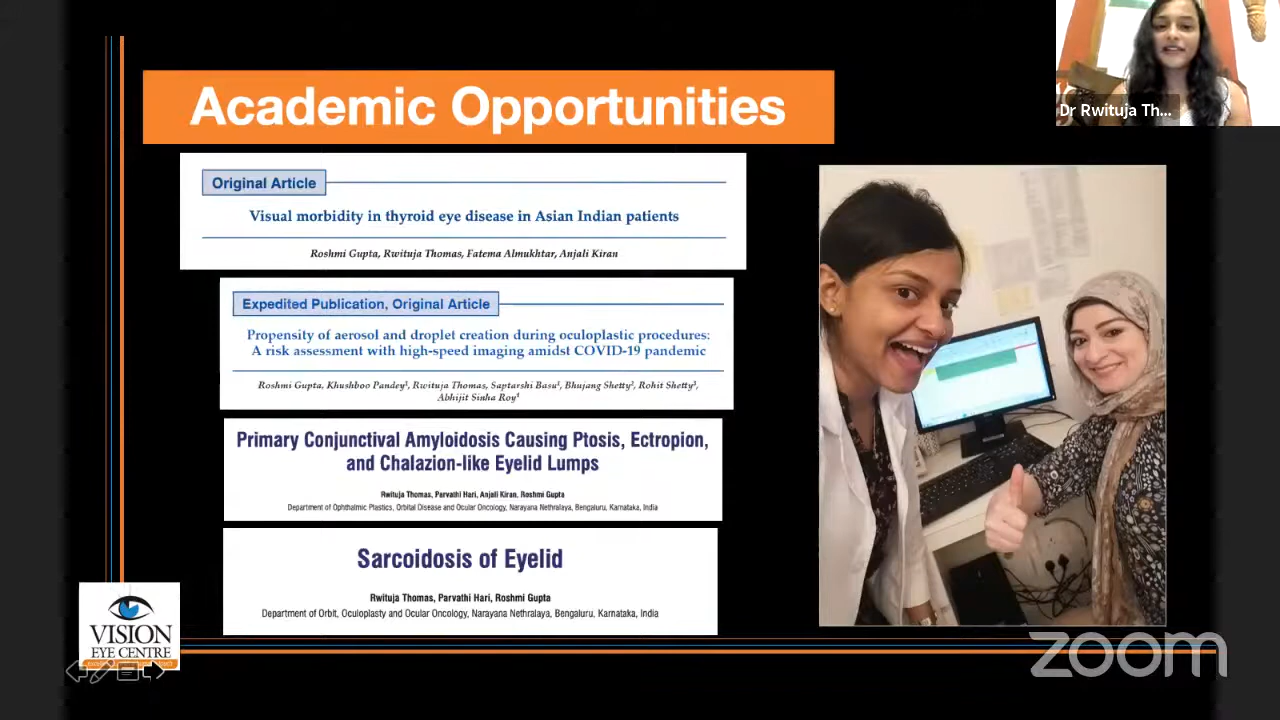 Academic Opportunities
Dr Rwituja Th...
Original Article
Visual morbidity in thyroid eye disease in Asian Indian patients
Roshmi Gupta, Rwituja Thomas, Fatema Almukhtar, Anjali Kiran
Expedited Publication, Original Article
Propensity of aerosol and droplet creation during oculoplastic procedures:
A risk assessment with high-speed imaging amidst COVID-19 pandemic
Roshmi Gupta, Khushboo Pandey¹, Rwituja Thomas, Saptarshi Basu¹, Bhujang Shetty², Rohit Shetty³,
Abhijit Sinha Roy⁴
Primary Conjunctival Amyloidosis Causing Ptosis, Ectropion,
and Chalazion-like Eyelid Lumps
Rwituja Thomas, Parvathi Hari, Anjali Kiran, Roshmi Gupta
Department of Ophthalmic Plastics, Orbital Disease and Ocular Oncology, Narayana Nethralaya, Bengaluru, Karnataka, India
Sarcoidosis of Eyelid
Rwituja Thomas, Parvathi Hari, Roshmi Gupta
Department of Orbit, Oculoplasty and Ocular Oncology, Narayana Nethralaya, Bengaluru, Karnataka, India
VISION
EYE CENTRE
zoom